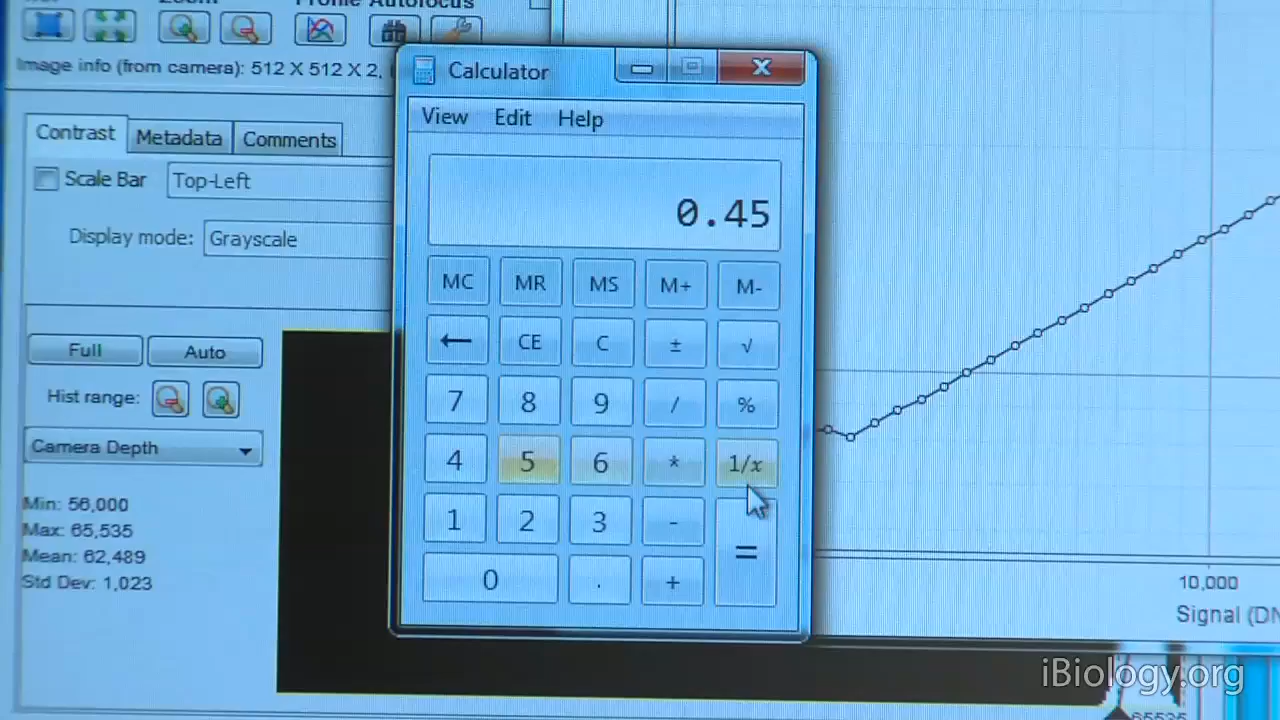 Profile Autofocus
Image info (from camera): 512 X 512 X 2,
Contrast Metadata Comments
Scale Bar Top-Left
Display mode: Grayscale
Full Auto
Hist range:
Camera Depth
Min: 56,000
Max: 65,535
Mean: 62,489
Std Dev: 1,023
Calculator
View Edit Help
0.45
MC MR MS M+ M-
← CE C ± √
7 8 9 / %
4 5 6 * 1/x
1 2 3 - =
0 . +
10,000
Signal (DN
65535
iBiology.org